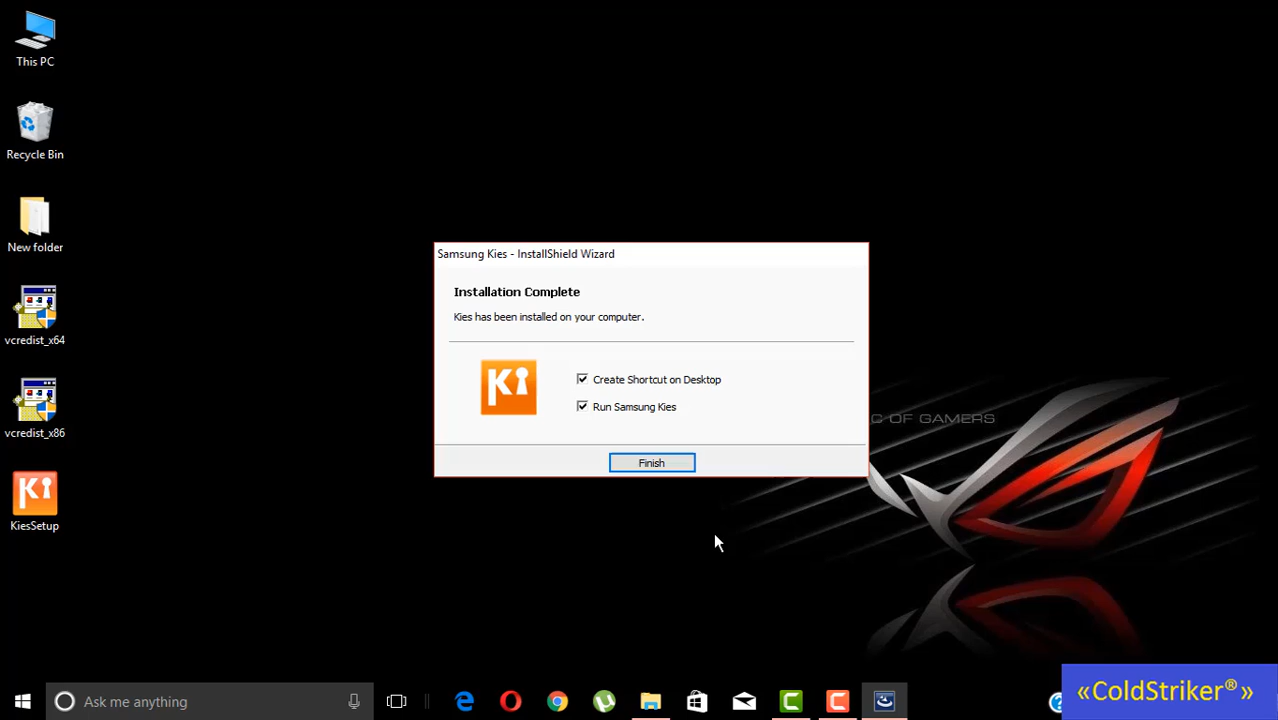 This PC
Recycle Bin
New folder
vcredist_x64
vcredist_x86
KiesSetup
Samsung Kies - InstallShield Wizard
Installation Complete
Kies has been installed on your computer.
Create Shortcut on Desktop
Run Samsung Kies
Finish
C OF GAMERS
Ask me anything
«ColdStriker®»